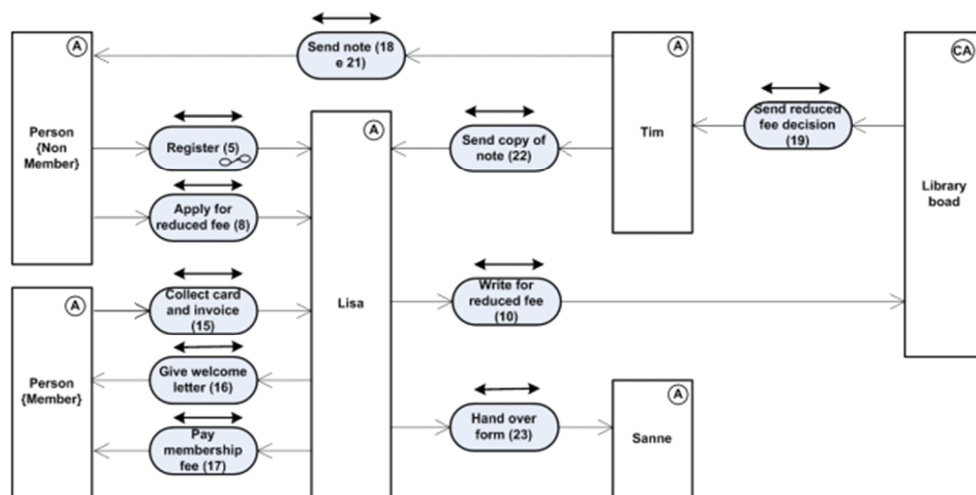 Send note (18
e 21)
A
A
CA
Person
{Non
Member}
Register (5)
Apply for
reduced fee (8)
A
Send copy of
note (22)
Tim
Send reduced
fee decision
(19)
Library
boad
A
Person
{Member}
Collect card
and invoice
(15)
Give welcome
letter (16)
Pay
membership
fee (17)
Lisa
Write for
reduced fee
(10)
Hand over
form (23)
A
Sanne